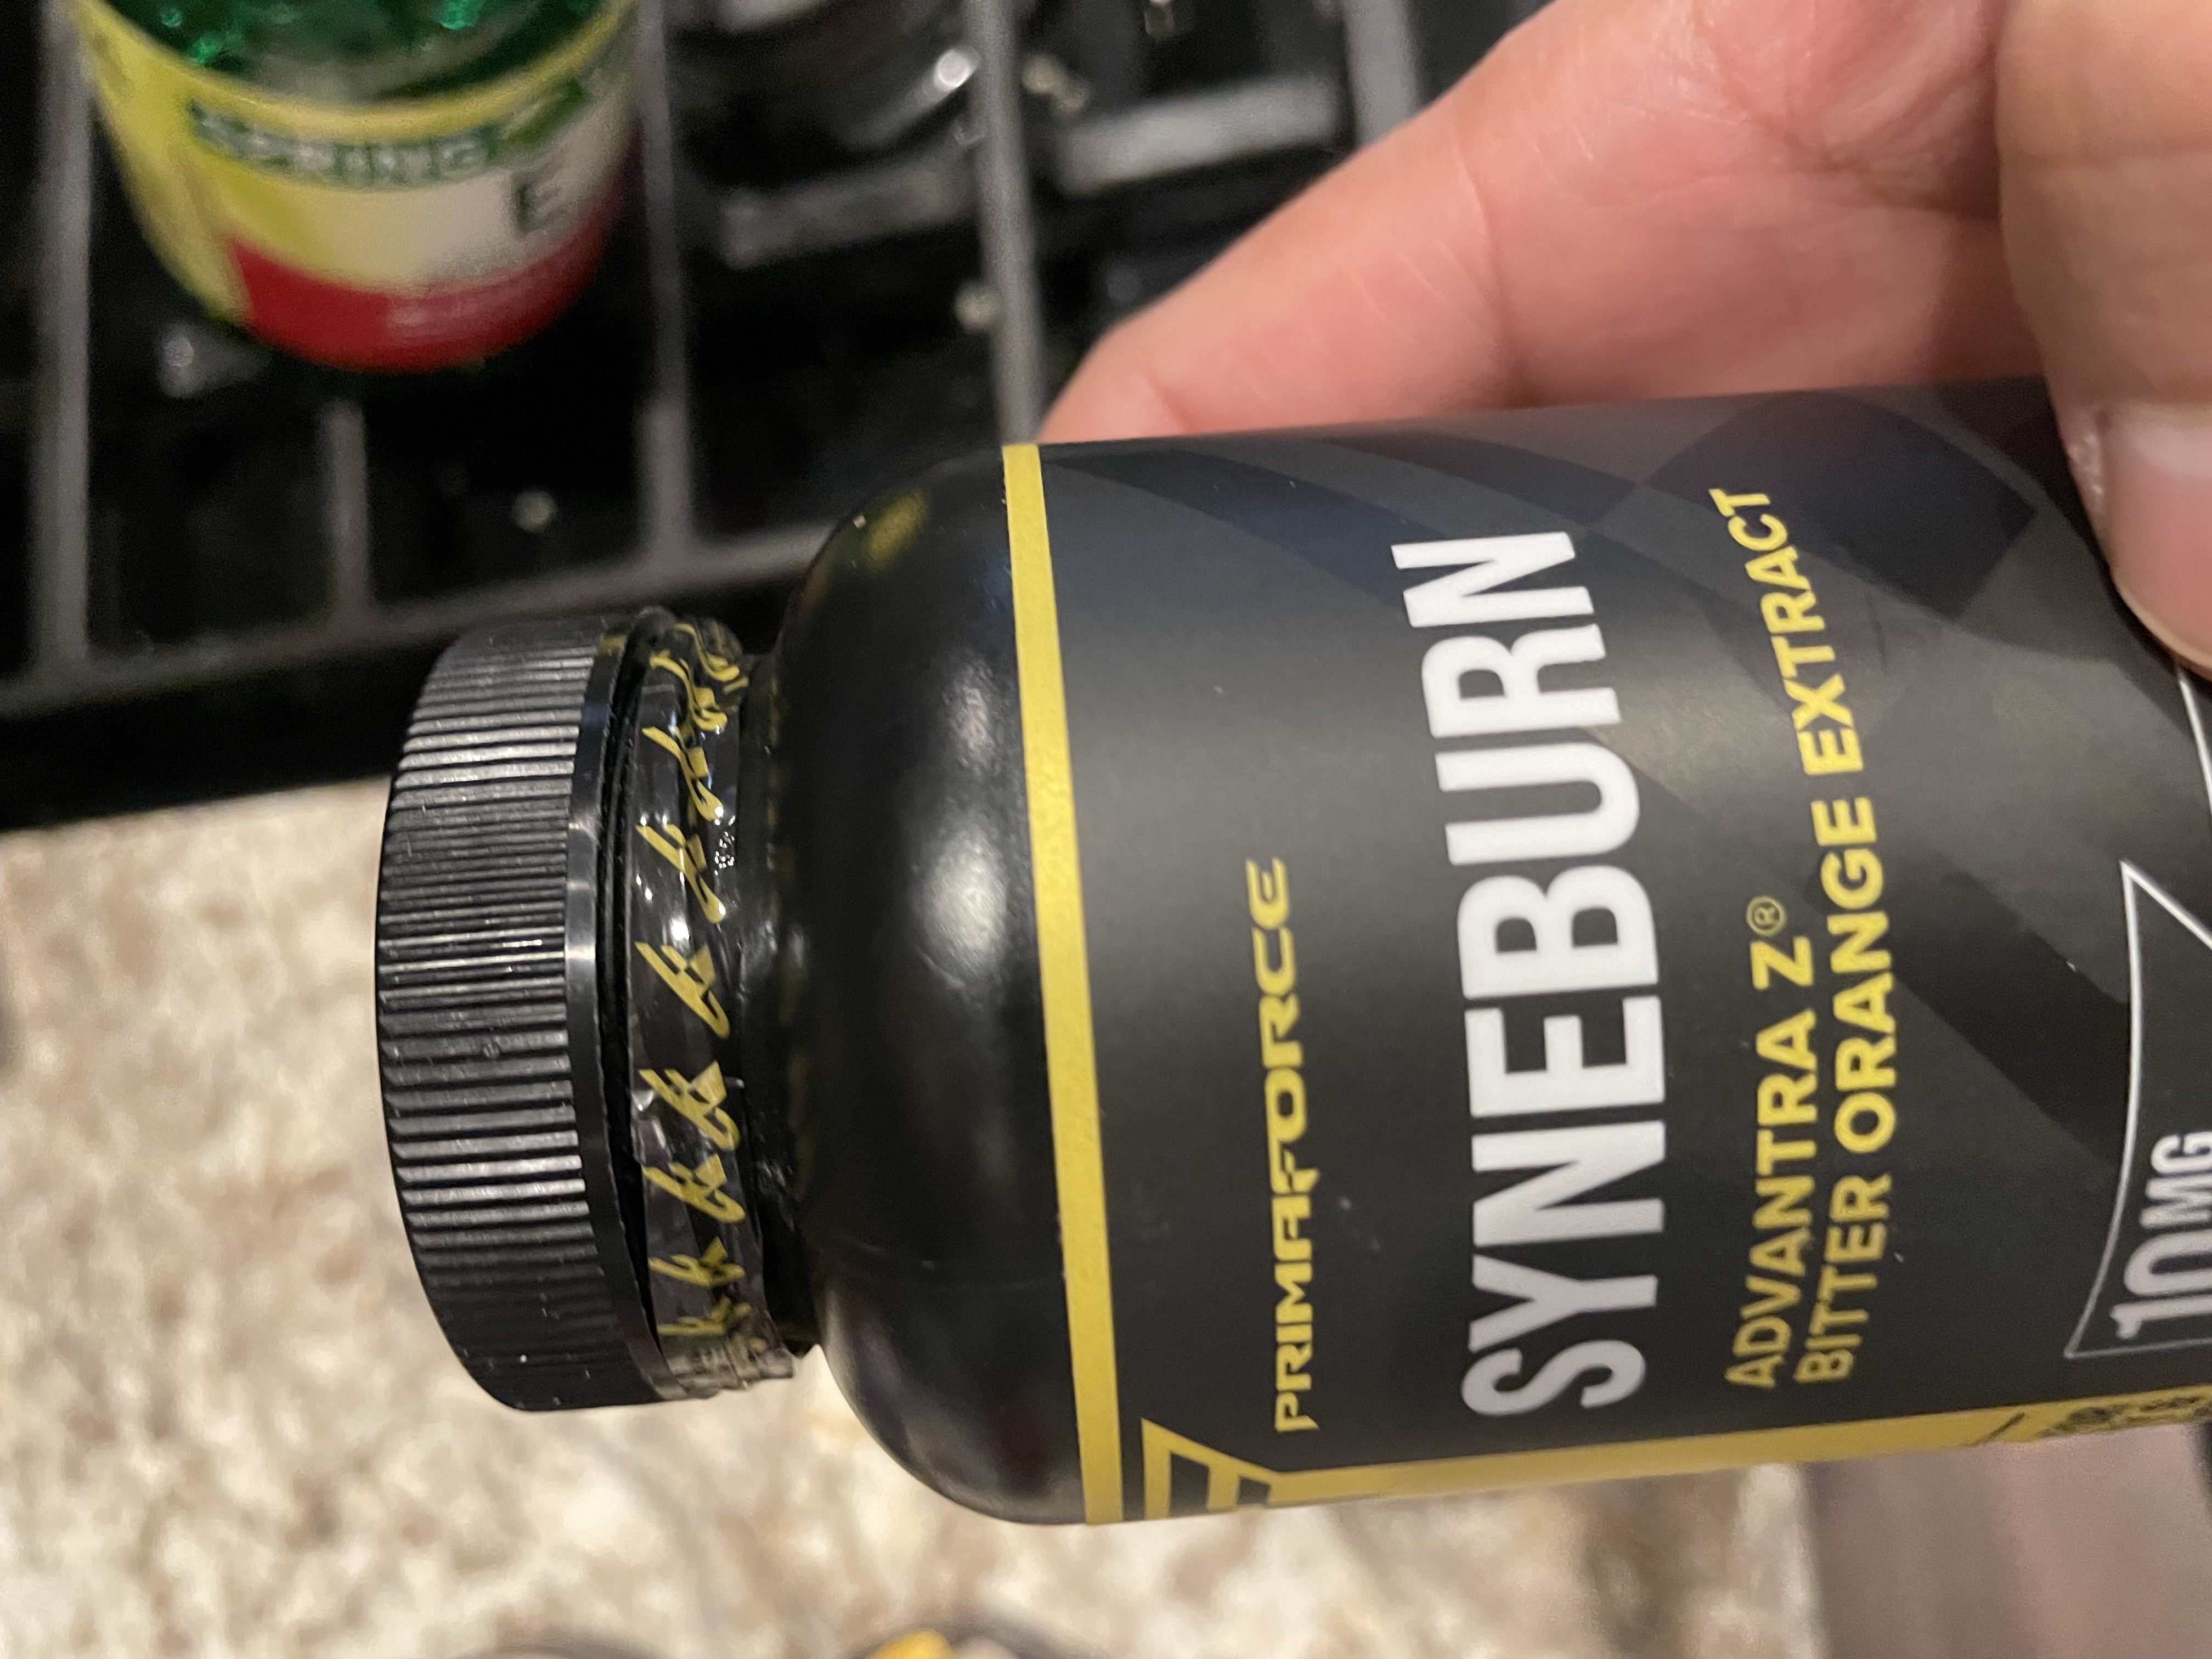 PRIMAFORCE
SYNEBURN
ADVANTRA Z®
BITTER ORANGE EXTRACT
10MG
E